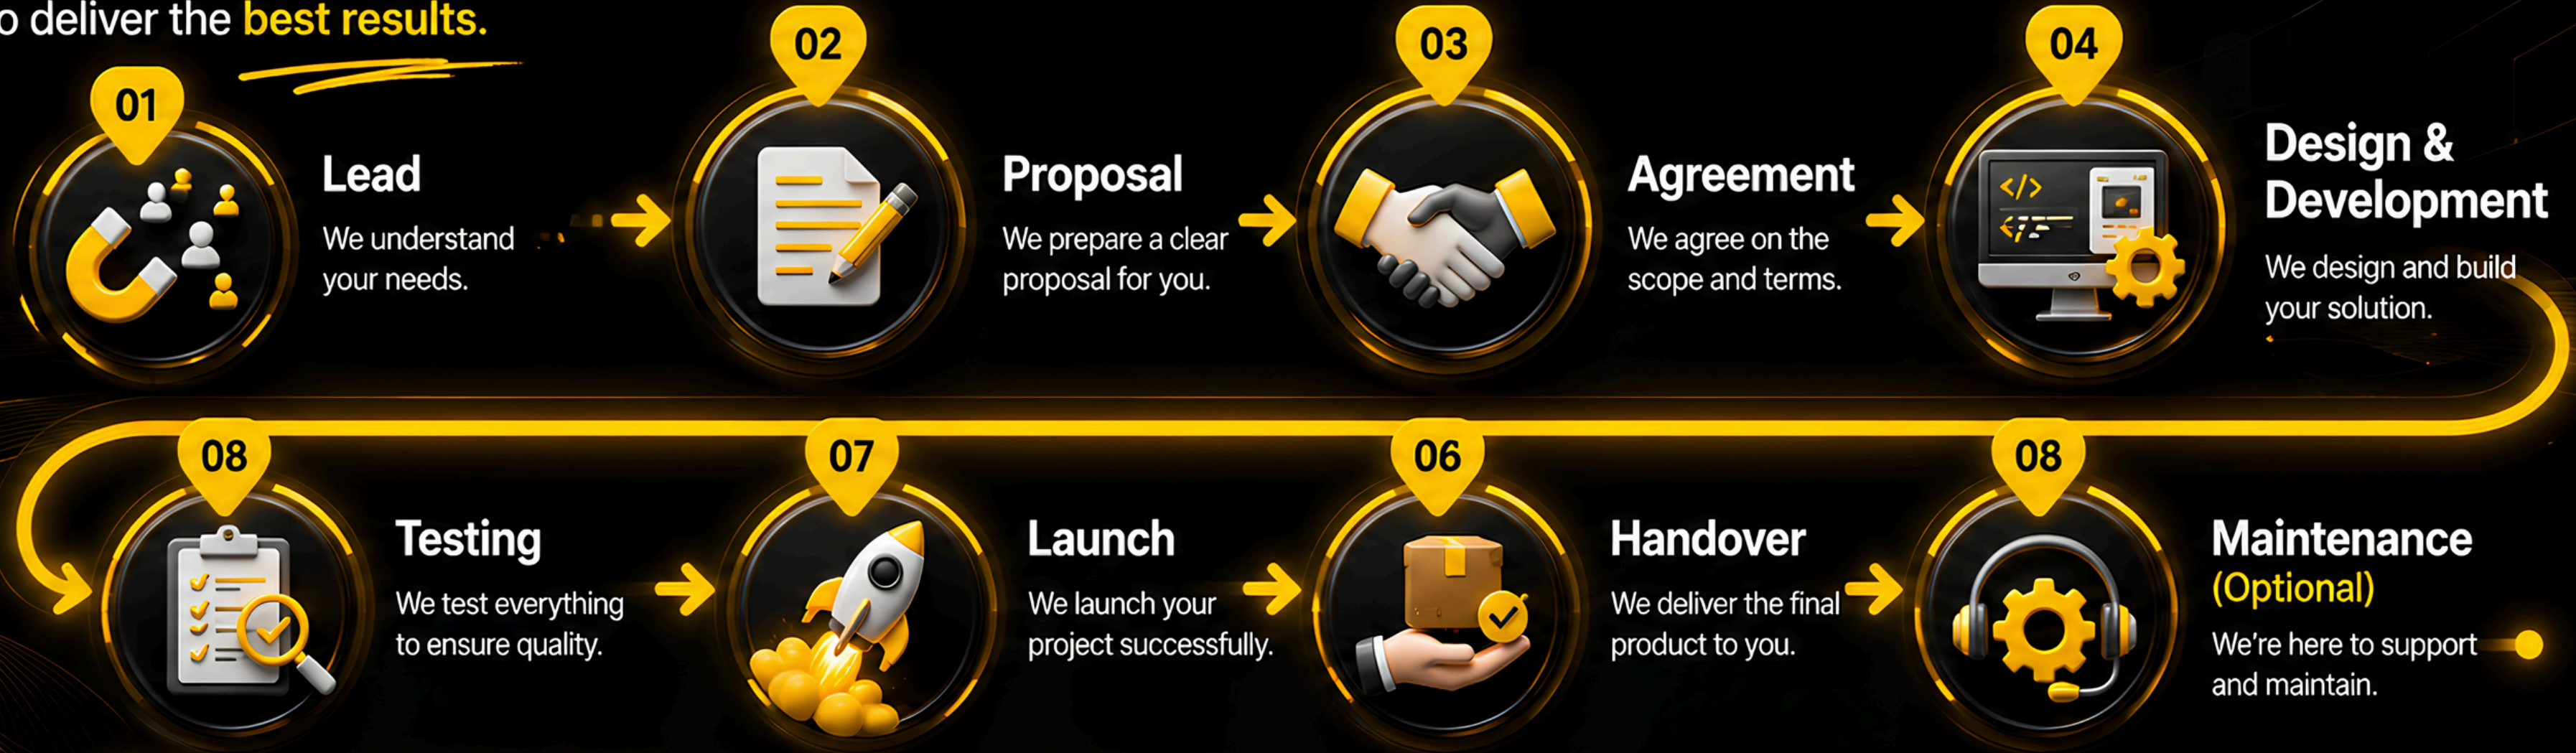 o deliver the best results.
01
02
03
04
Lead
We understand
your needs.
Proposal
We prepare a clear
proposal for you.
Agreement
We agree on the
scope and terms.
</>
Design &
Development
We design and build
your solution.
08
07
06
08
Testing
We test everything
to ensure quality.
Launch
We launch your
project successfully.
Handover
We deliver the final
product to you.
Maintenance
(Optional)
We're here to support
and maintain.